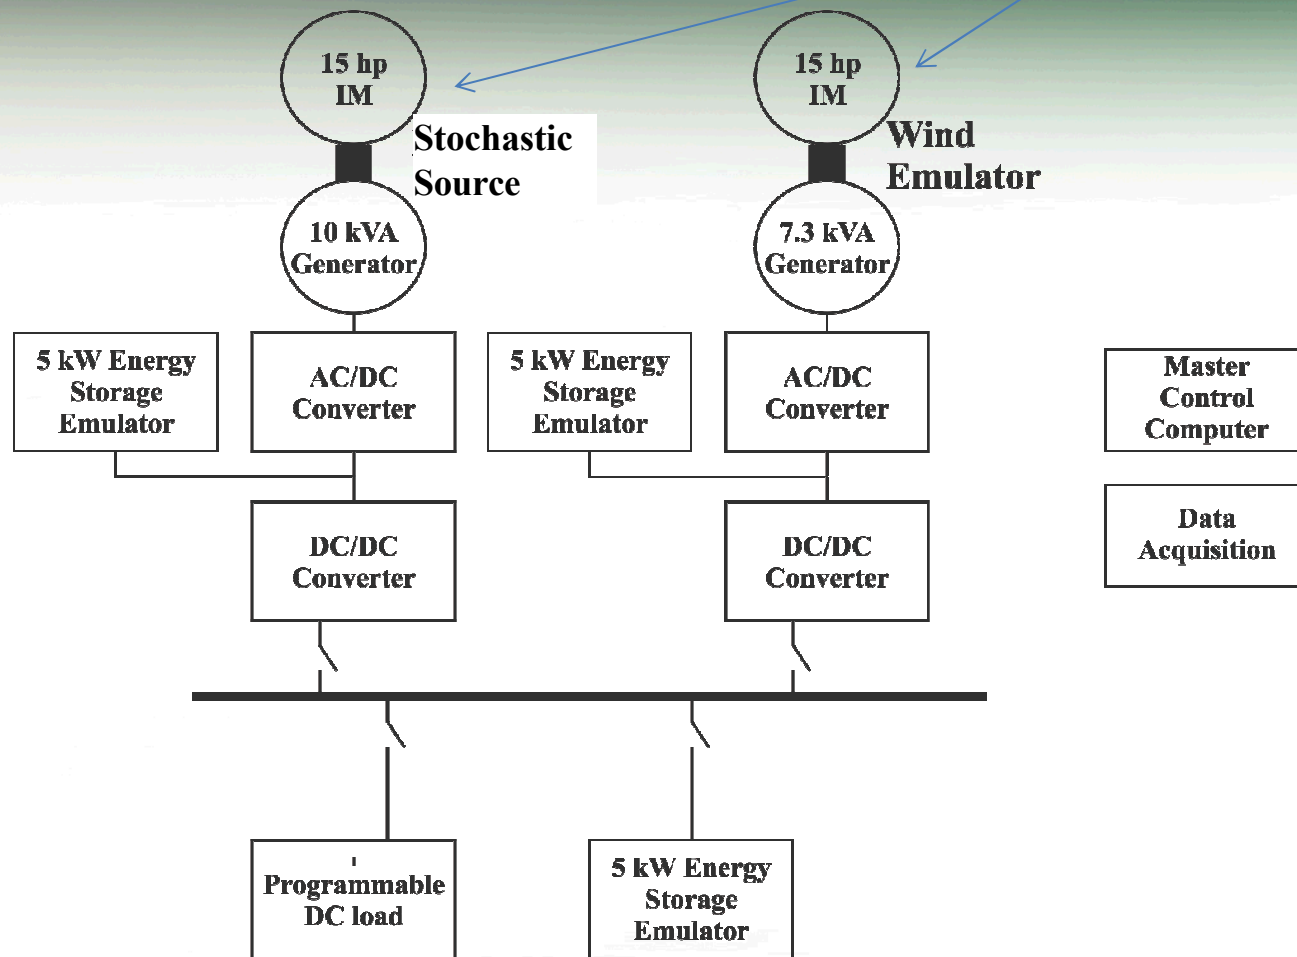 15 hp
IM
Stochastic
Source
15 hp
IM
Wind
Emulator
10 kVA
Generator
7.3 kVA
Generator
5 kW Energy
Storage
Emulator
AC/DC
Converter
5 kW Energy
Storage
Emulator
AC/DC
Converter
Master
Control
Computer
DC/DC
Converter
DC/DC
Converter
Data
Acquisition
Programmable
DC load
5 kW Energy
Storage
Emulator